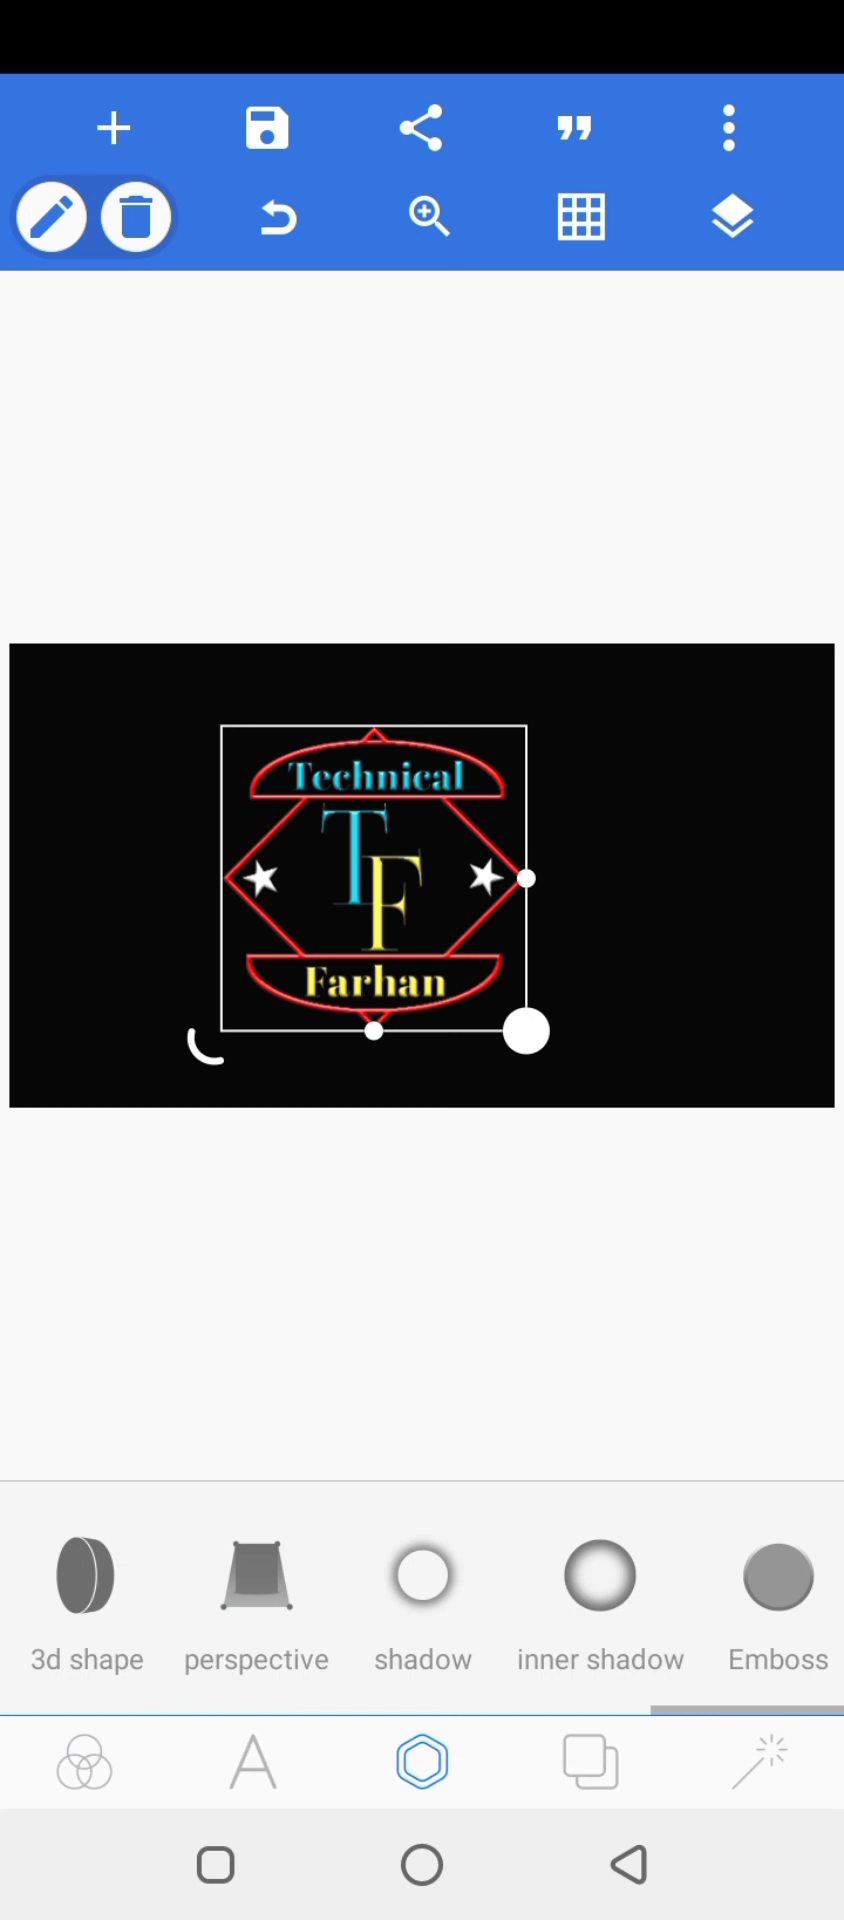 Technical
TF
Farhan
3d shape
perspective
shadow
inner shadow
Emboss